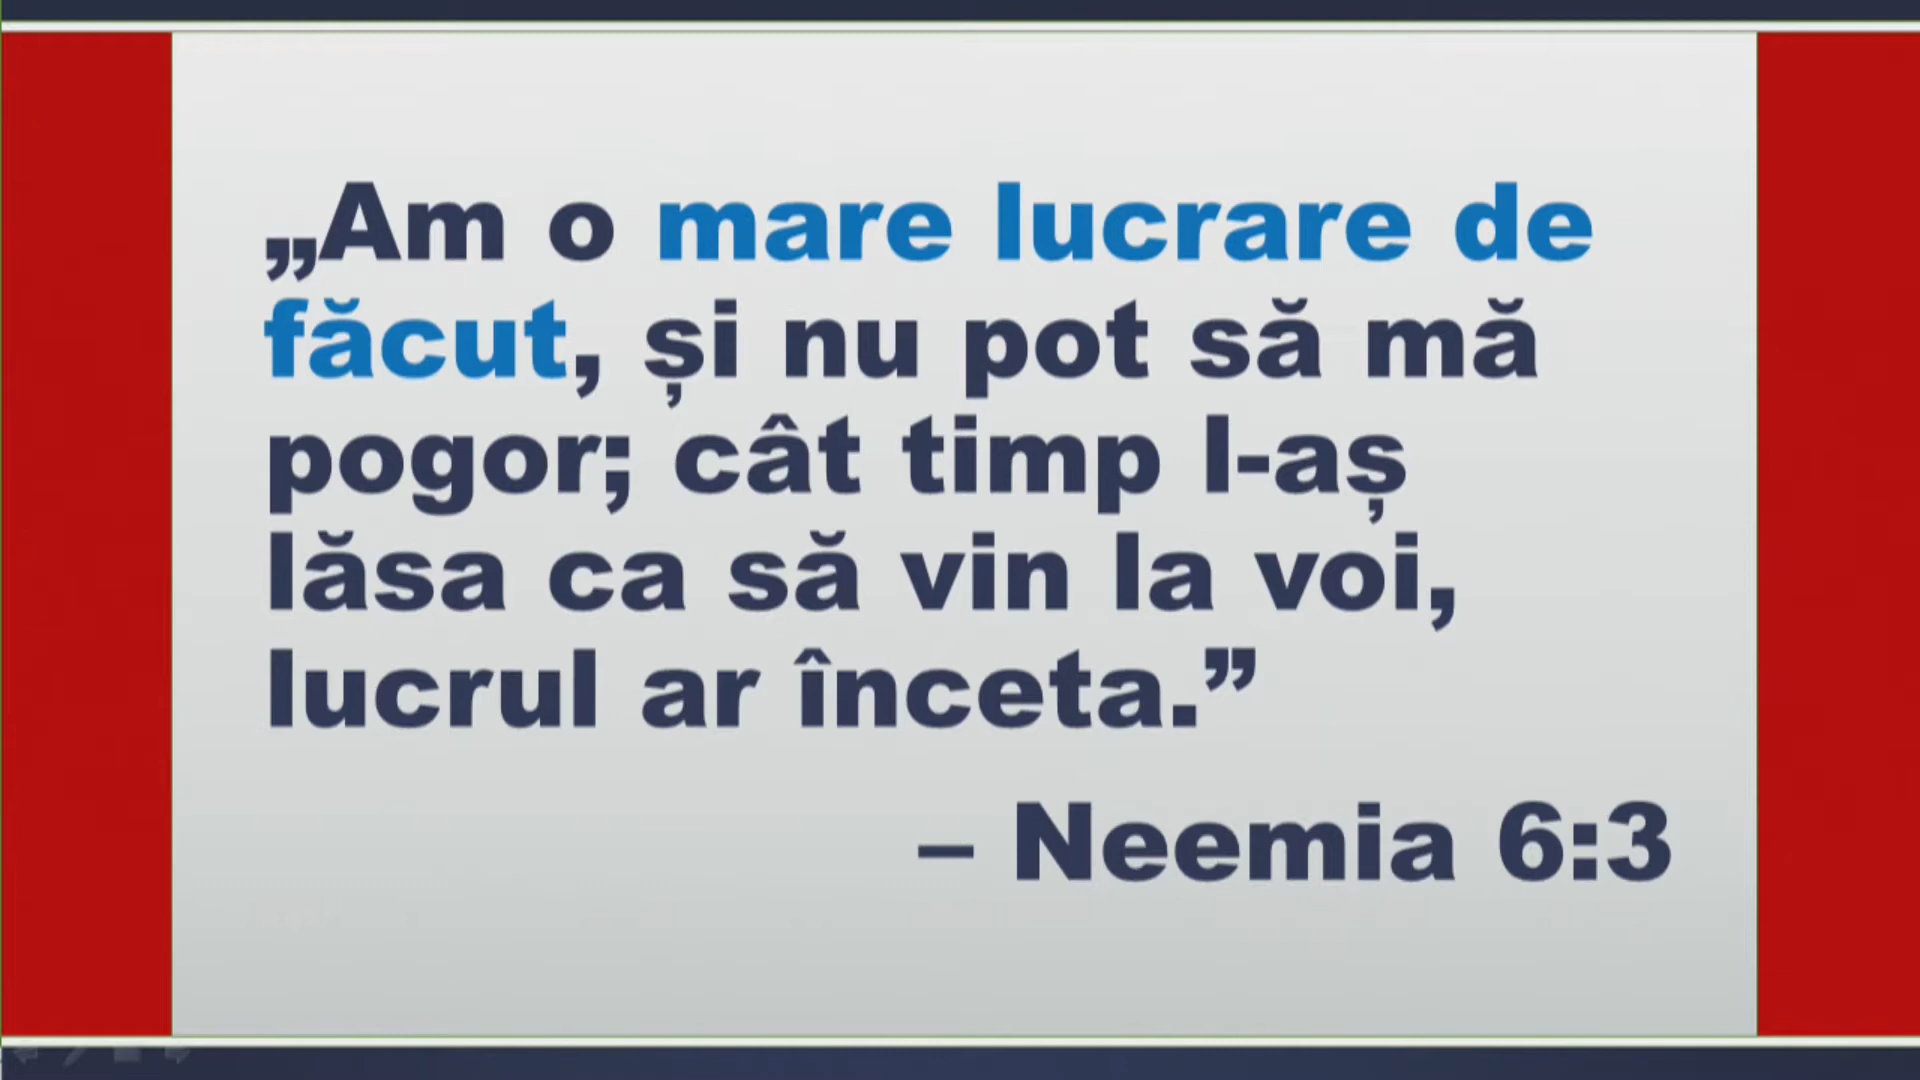 „Am o mare lucrare de
făcut, și nu pot să mă
pogor; cât timp l-aș
lăsa ca să vin la voi,
lucrul ar înceta.”
– Neemia 6:3